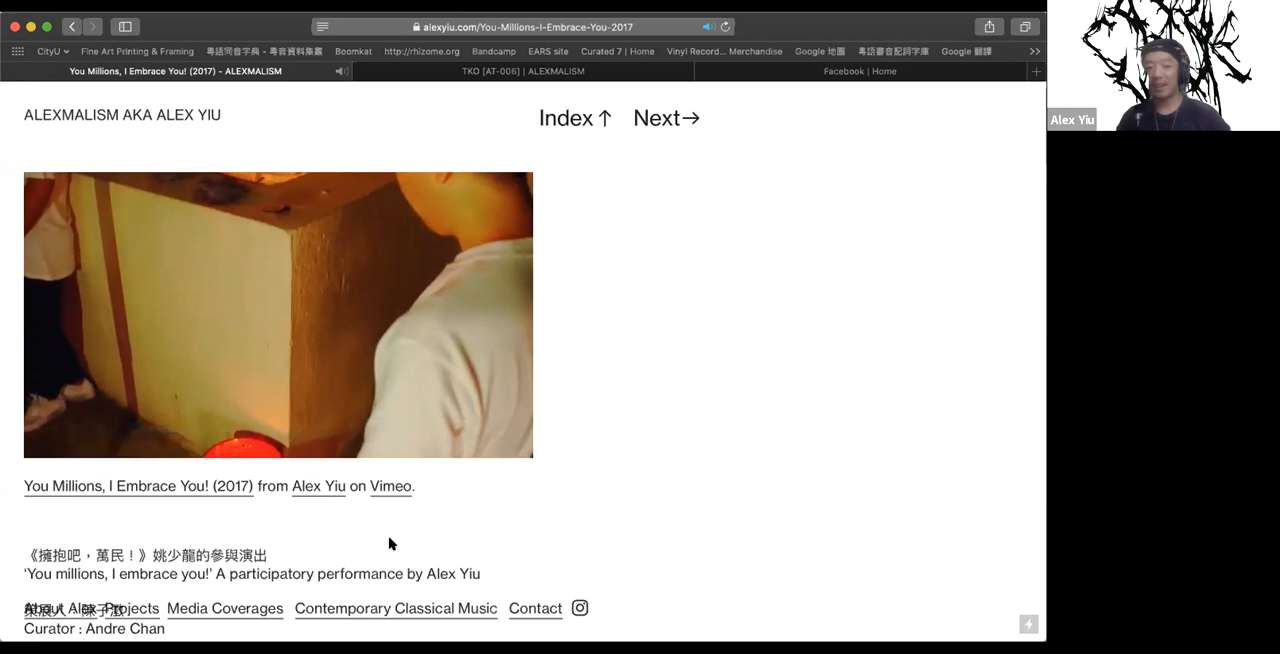 alexyiu.com/You-Millions-I-Embrace-You-2017
CityU Fine Art Printing & Framing 粵語同音字典 - 粵音資料集叢 Boomkat http://rhizome.org Bandcamp EARS site Curated 7 | Home Vinyl Record... Merchandise Google 地圖 粵語審音配詞字庫 Google 翻譯
You Millions, I Embrace You! (2017) - ALEXMALISM TKO [AT-006] | ALEXMALISM Facebook | Home
ALEXMALISM AKA ALEX YIU
Index↑ Next→
Alex Yiu
You Millions, I Embrace You! (2017) from Alex Yiu on Vimeo.
《擁抱吧，萬民！》姚少龍的參與演出
‘You millions, I embrace you!’ A participatory performance by Alex Yiu
About Alex Projects Media Coverages Contemporary Classical Music Contact
Curator : Andre Chan